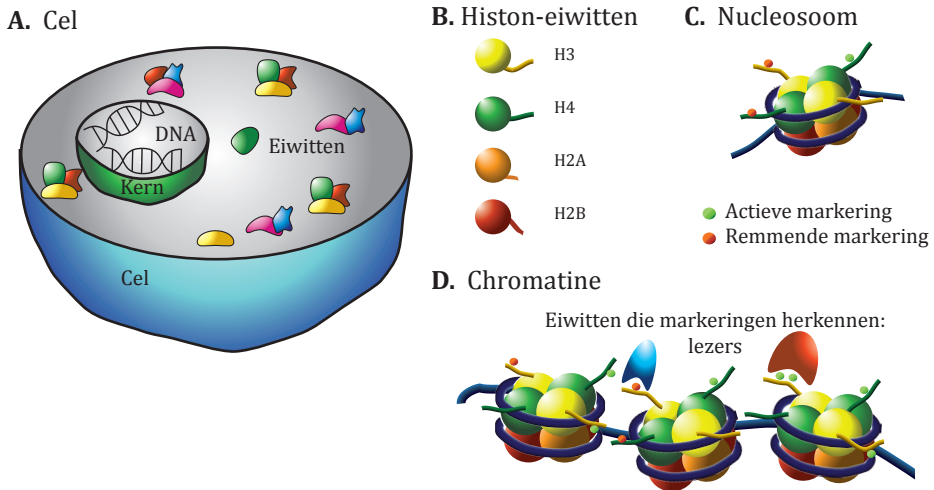 A. Cel
DNA
Kern
Eiwitten
Cel
B. Histon-eiwitten
H3
H4
H2A
H2B
C. Nucleosoom
Actieve markering
Remmende markering
D. Chromatine
Eiwitten die markeringen herkennen:
lezers